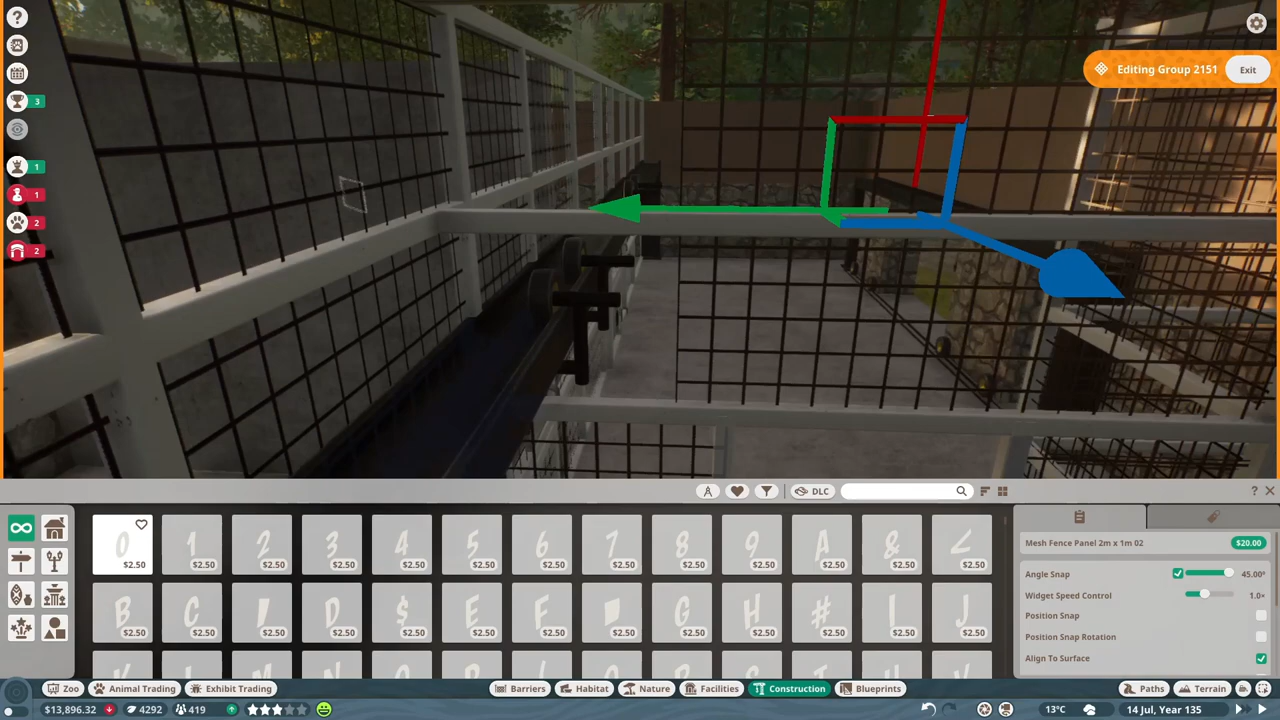 ?
Editing Group 2151 Exit
3
1
1
2
2
DLC
? ✕
0 $2.50 1 $2.50 2 $2.50 3 $2.50 4 $2.50 5 $2.50 6 $2.50 7 $2.50 8 $2.50 9 $2.50 A $2.50 & $2.50 < $2.50
B $2.50 C $2.50 $2.50 D $2.50 $ $2.50 E $2.50 F $2.50 $2.50 G $2.50 H $2.50 # $2.50 I $2.50 J $2.50
Mesh Fence Panel 2m x 1m 02 $20.00
Angle Snap 45.00°
Widget Speed Control 1.0×
Position Snap
Position Snap Rotation
Align To Surface
Zoo Animal Trading Exhibit Trading Barriers Habitat Nature Facilities Construction Blueprints Paths Terrain
$13,896.32 4292 419 13°C 14 Jul, Year 135